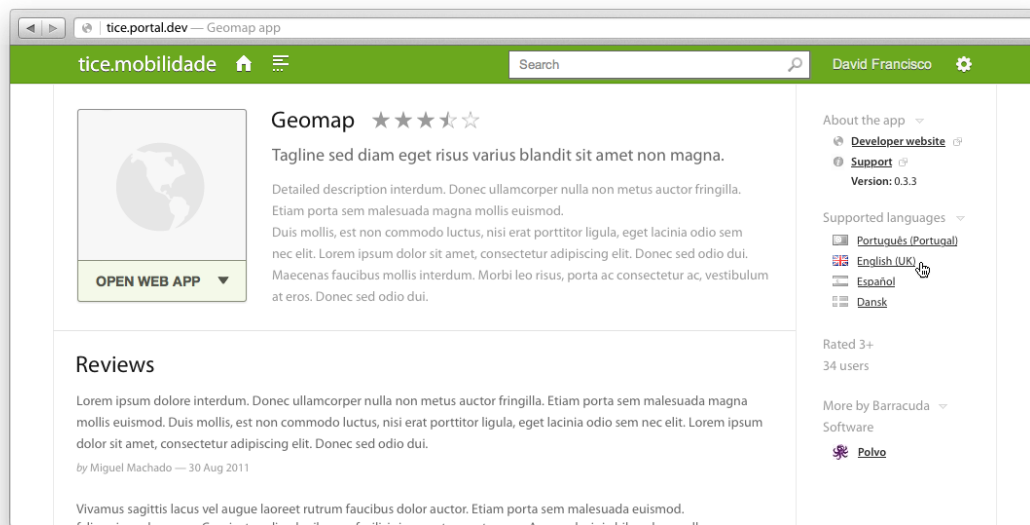 tice.portal.dev — Geomap app
tice.mobilidade
Search
David Francisco
Geomap
Tagline sed diam eget risus varius blandit sit amet non magna.
Detailed description interdum. Donec ullamcorper nulla non metus auctor fringilla.
Etiam porta sem malesuada magna mollis euismod.
Duis mollis, est non commodo luctus, nisi erat porttitor ligula, eget lacinia odio sem
nec elit. Lorem ipsum dolor sit amet, consectetur adipiscing elit. Donec sed odio dui.
Maecenas faucibus mollis interdum. Morbi leo risus, porta ac consectetur ac, vestibulum
at eros. Donec sed odio dui.
OPEN WEB APP
Reviews
Lorem ipsum dolore interdum. Donec ullamcorper nulla non metus auctor fringilla. Etiam porta sem malesuada magna
mollis euismod. Duis mollis, est non commodo luctus, nisi erat porttitor ligula, eget lacinia odio sem nec elit. Lorem ipsum
dolor sit amet, consectetur adipiscing elit. Donec sed odio dui.
by Miguel Machado — 30 Aug 2011
Vivamus sagittis lacus vel augue laoreet rutrum faucibus dolor auctor. Etiam porta sem malesuada euismod.
About the app
Developer website
Support
Version: 0.3.3
Supported languages
Português (Portugal)
English (UK)
Español
Dansk
Rated 3+
34 users
More by Barracuda
Software
Polvo